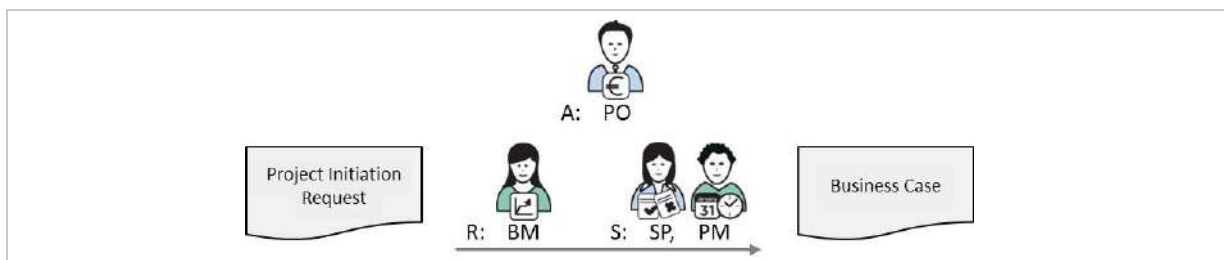 A: PO
Project Initiation
Request
Business Case
€
31
R: BM
S: SP, PM